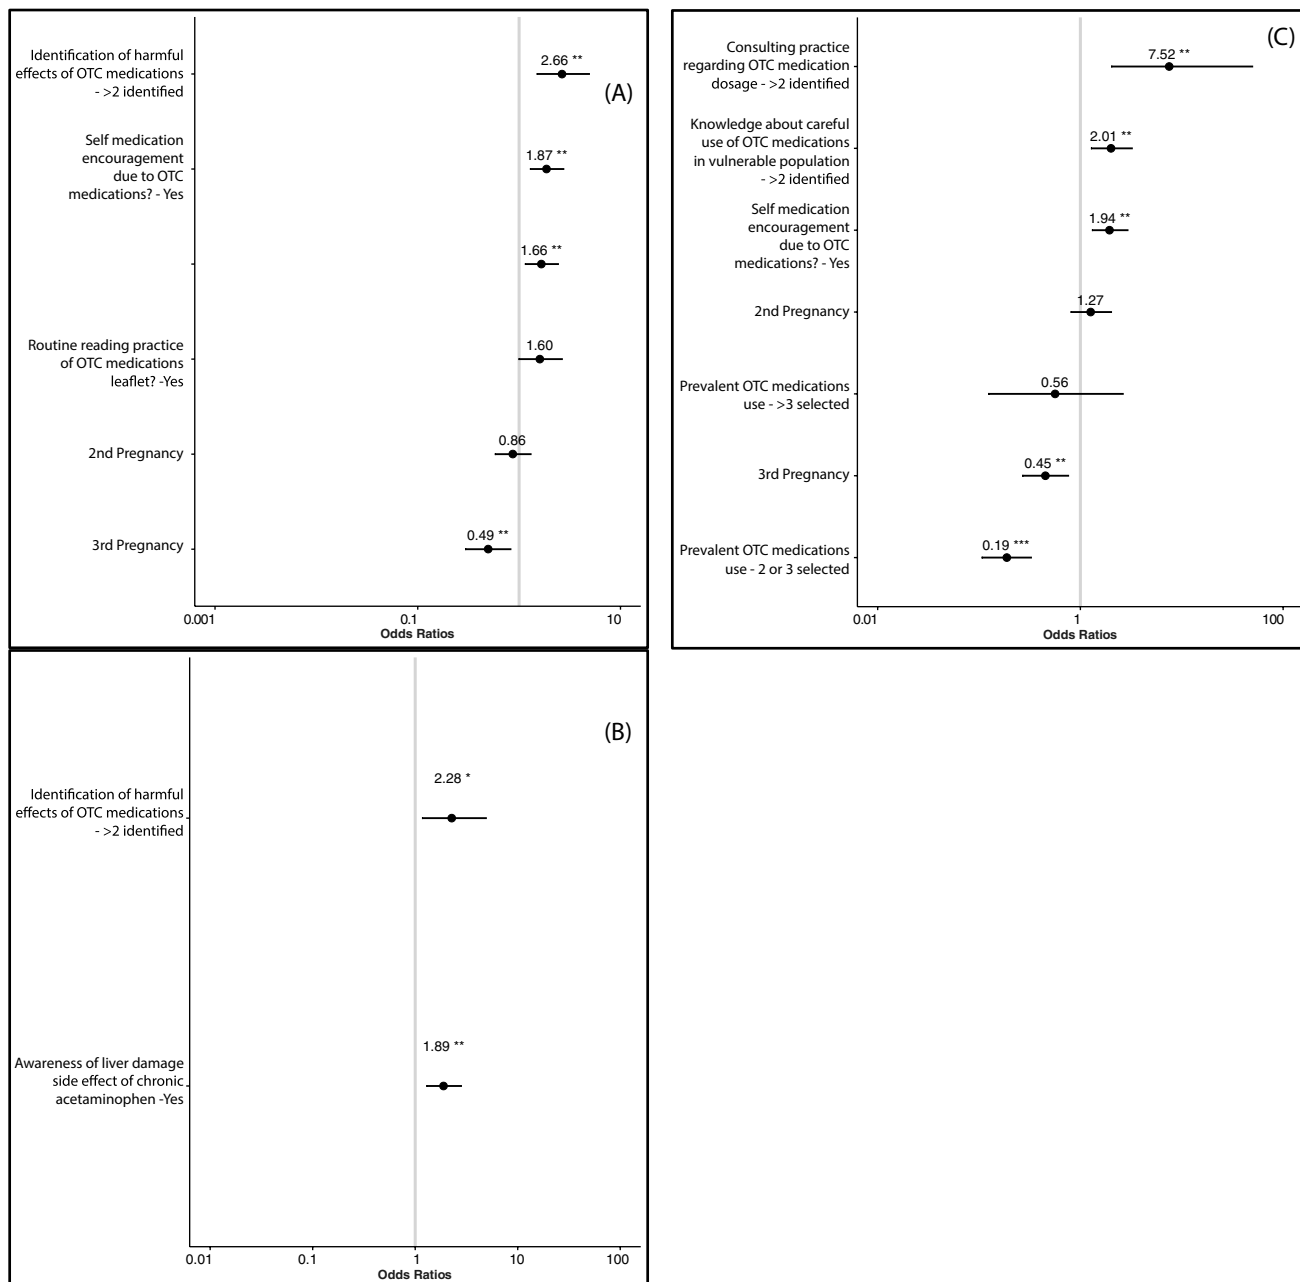 Identification of harmful
effects of OTC medications
- >2 identified
2.66 **
(A)
Self medication
encouragement
due to OTC
medications? - Yes
1.87 **
1.66 **
Routine reading practice
of OTC medications
leaflet? -Yes
1.60
2nd Pregnancy
0.86
3rd Pregnancy
0.49 **
0.001
0.1
10
Odds Ratios
(C)
Consulting practice
regarding OTC medication
dosage - >2 identified
7.52 **
Knowledge about careful
use of OTC medications
in vulnerable population
- >2 identified
2.01 **
Self medication
encouragement
due to OTC
medications? - Yes
1.94 **
2nd Pregnancy
1.27
Prevalent OTC medications
use - >3 selected
0.56
3rd Pregnancy
0.45 **
Prevalent OTC medications
use - 2 or 3 selected
0.19 ***
0.01
1
100
Odds Ratios
(B)
Identification of harmful
effects of OTC medications
- >2 identified
2.28 *
Awareness of liver damage
side effect of chronic
acetaminophen -Yes
1.89 **
0.01
0.1
1
10
100
Odds Ratios